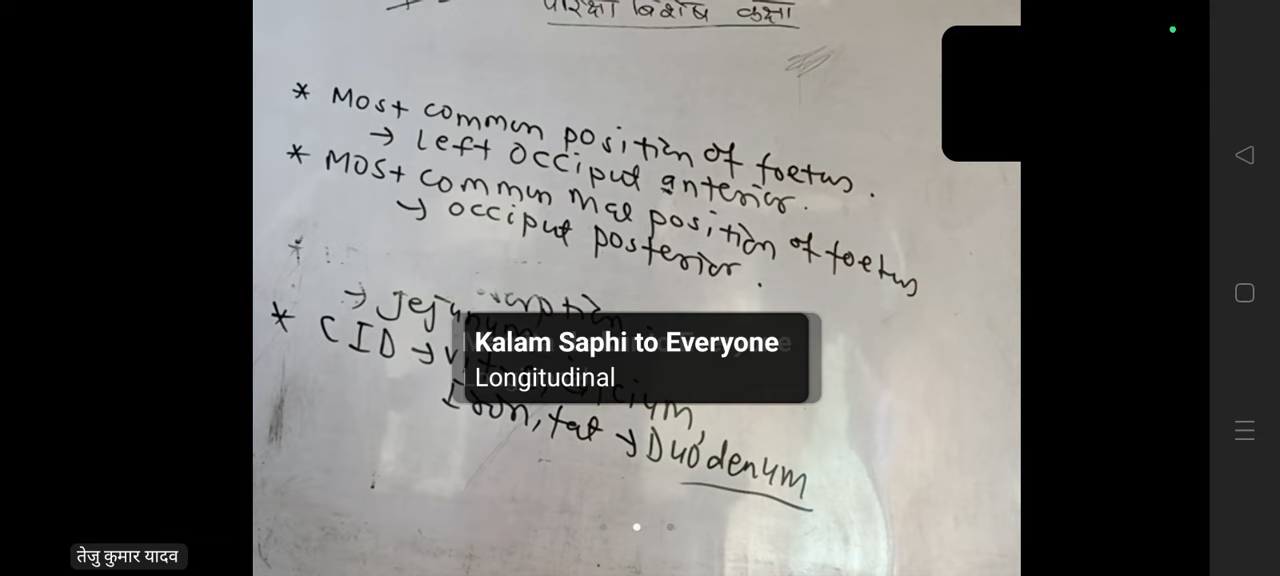 परिक्षा विशेष कक्षा
* Most common position of foetus.
→ Left occiput anterior.
* Most common mal position of foetus
→ occiput posterior.
*
→ Jejunum
* CID →
Iron, fat → Duodenum
Kalam Saphi to Everyone
Longitudinal
तेजु कुमार यादव